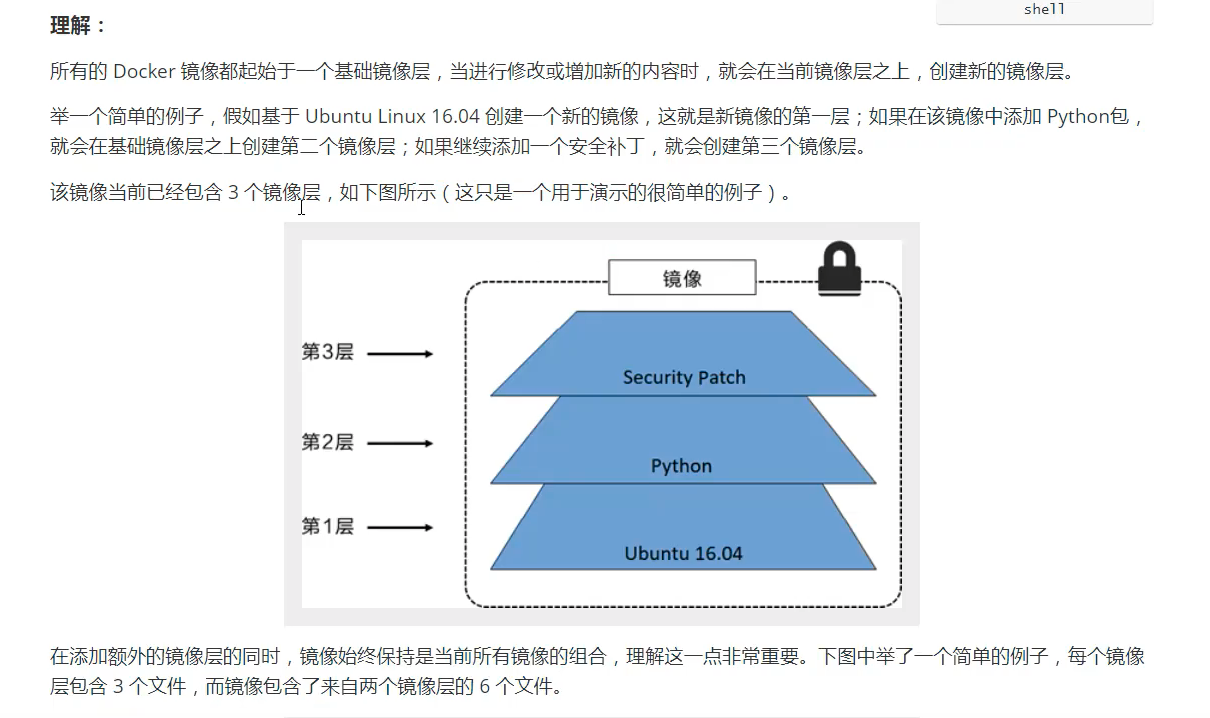 shell
理解：
所有的 Docker 镜像都起始于一个基础镜像层，当进行修改或增加新的内容时，就会在当前镜像层之上，创建新的镜像层。
举一个简单的例子，假如基于 Ubuntu Linux 16.04 创建一个新的镜像，这就是新镜像的第一层；如果在该镜像中添加 Python包，
就会在基础镜像层之上创建第二个镜像层；如果继续添加一个安全补丁，就会创建第三个镜像层。
该镜像当前已经包含 3 个镜像层，如下图所示（这只是一个用于演示的很简单的例子）。
镜像
第3层
Security Patch
第2层
Python
第1层
Ubuntu 16.04
在添加额外的镜像层的同时，镜像始终保持是当前所有镜像的组合，理解这一点非常重要。下图中举了一个简单的例子，每个镜像
层包含 3 个文件，而镜像包含了来自两个镜像层的 6 个文件。